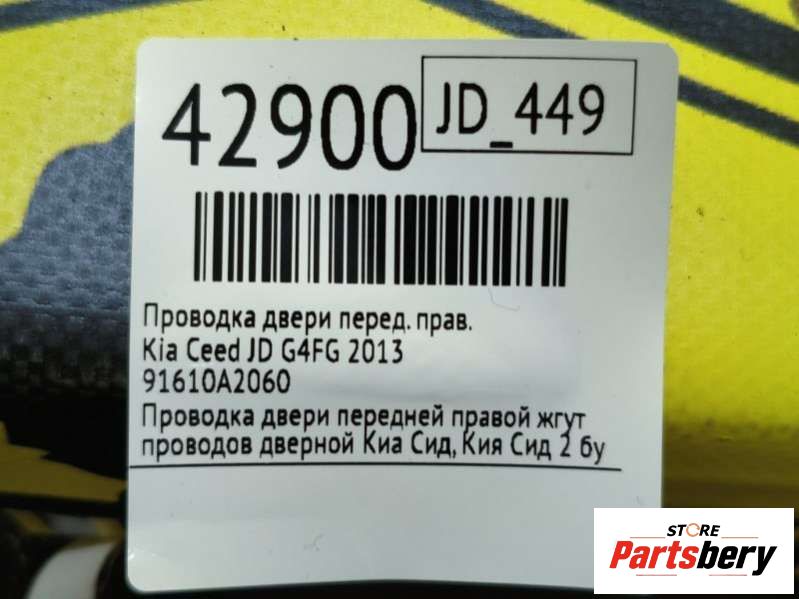 42900
JD_449
Проводка двери перед. прав.
Kia Ceed JD G4FG 2013
91610A2060
Проводка двери передней правой жгут
проводов дверной Киа Сид, Кия Сид 2 бу
STORE
Partsbery